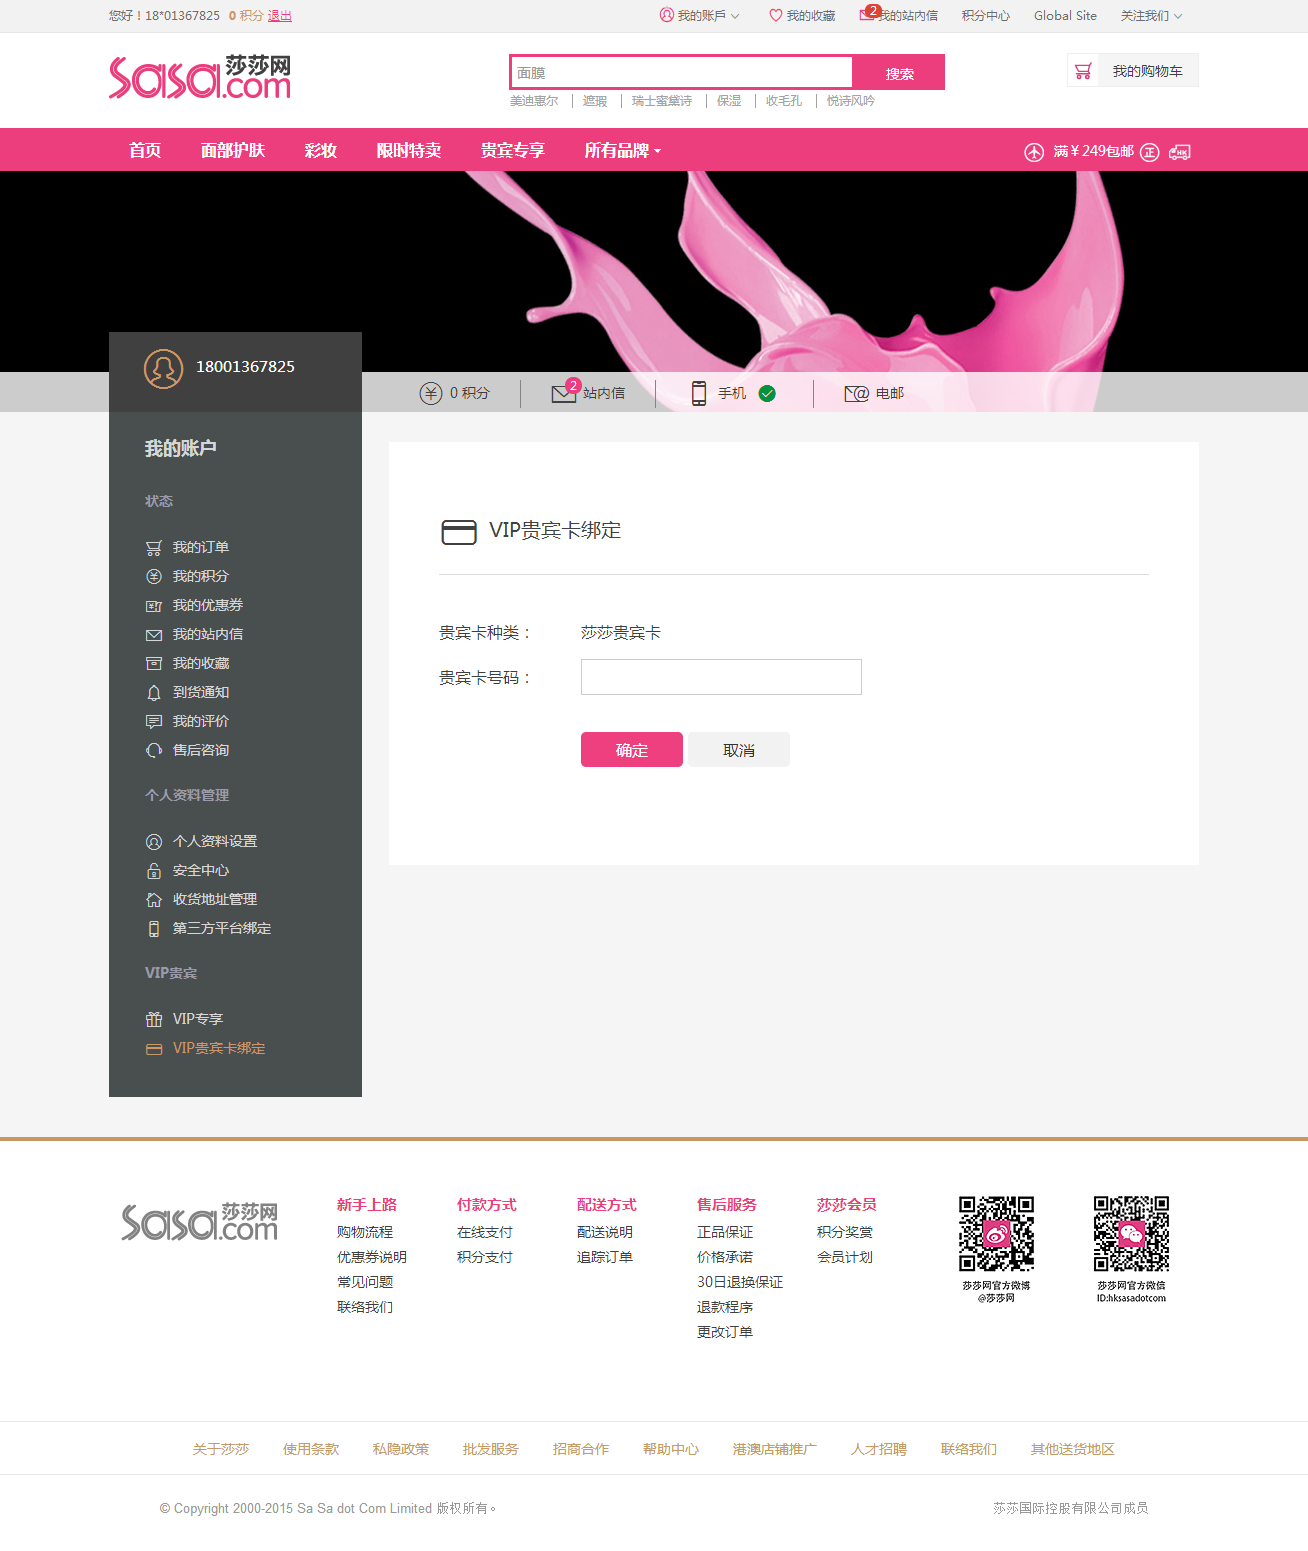 您好！18*01367825 0 积分 退出 我的账戶 我的收藏 2 我的站内信 积分中心 Global Site 关注我们
sasa.com 莎莎网
面膜 搜索
我的购物车
美迪惠尔 遮瑕 瑞士蜜黛诗 保湿 收毛孔 悦诗风吟
首页 面部护肤 彩妆 限时特卖 贵宾专享 所有品牌 满￥249包邮 正 HK
18001367825
0 积分 2 站内信 手机 电邮
我的账户
状态
我的订单
我的积分
我的优惠券
我的站内信
我的收藏
到货通知
我的评价
售后咨询
个人资料管理
个人资料设置
安全中心
收货地址管理
第三方平台绑定
VIP贵宾
VIP专享
VIP贵宾卡绑定
VIP贵宾卡绑定
贵宾卡种类： 莎莎贵宾卡
贵宾卡号码：
确定 取消
sasa.com 莎莎网
新手上路
购物流程
优惠券说明
常见问题
联络我们
付款方式
在线支付
积分支付
配送方式
配送说明
追踪订单
售后服务
正品保证
价格承诺
30日退换保证
退款程序
更改订单
莎莎会员
积分奖赏
会员计划
莎莎网官方微博
@莎莎网
莎莎网官方微信
ID:hksasadotcom
关于莎莎 使用条款 私隐政策 批发服务 招商合作 帮助中心 港澳店铺推广 人才招聘 联络我们 其他送货地区
© Copyright 2000-2015 Sa Sa dot Com Limited 版权所有。
莎莎国际控股有限公司成员